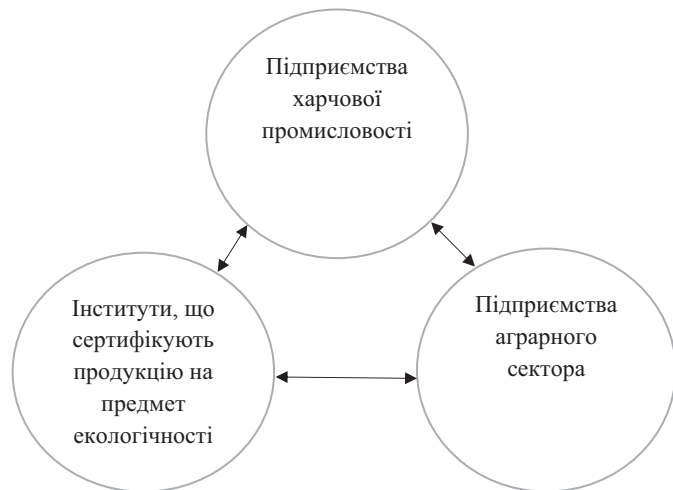 Підприємства
харчової
промисловості
Інститути, що
сертифікують
продукцію на
предмет
екологічності
Підприємства
аграрного
сектора